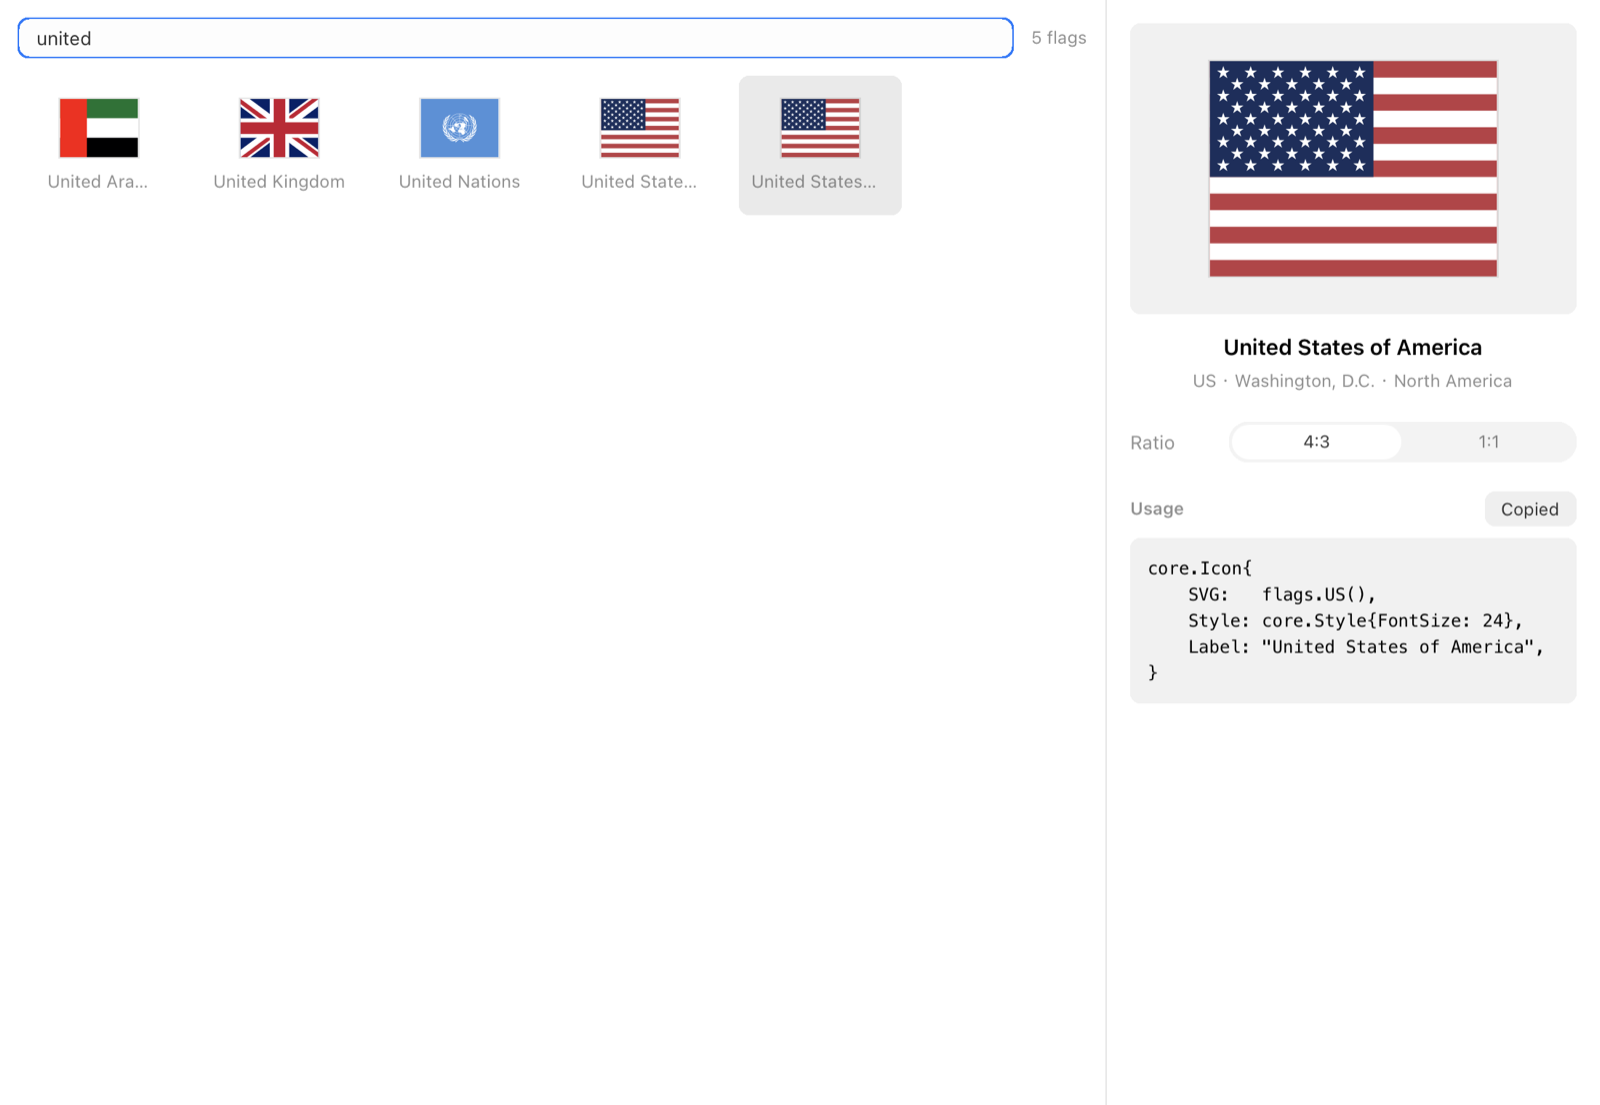 united
5 flags
United Ara...
United Kingdom
United Nations
United State...
United States...
United States of America
US · Washington, D.C. · North America
Ratio
4:3
1:1
Usage
Copied
core.Icon{
    SVG:   flags.US(),
    Style: core.Style{FontSize: 24},
    Label: "United States of America",
}